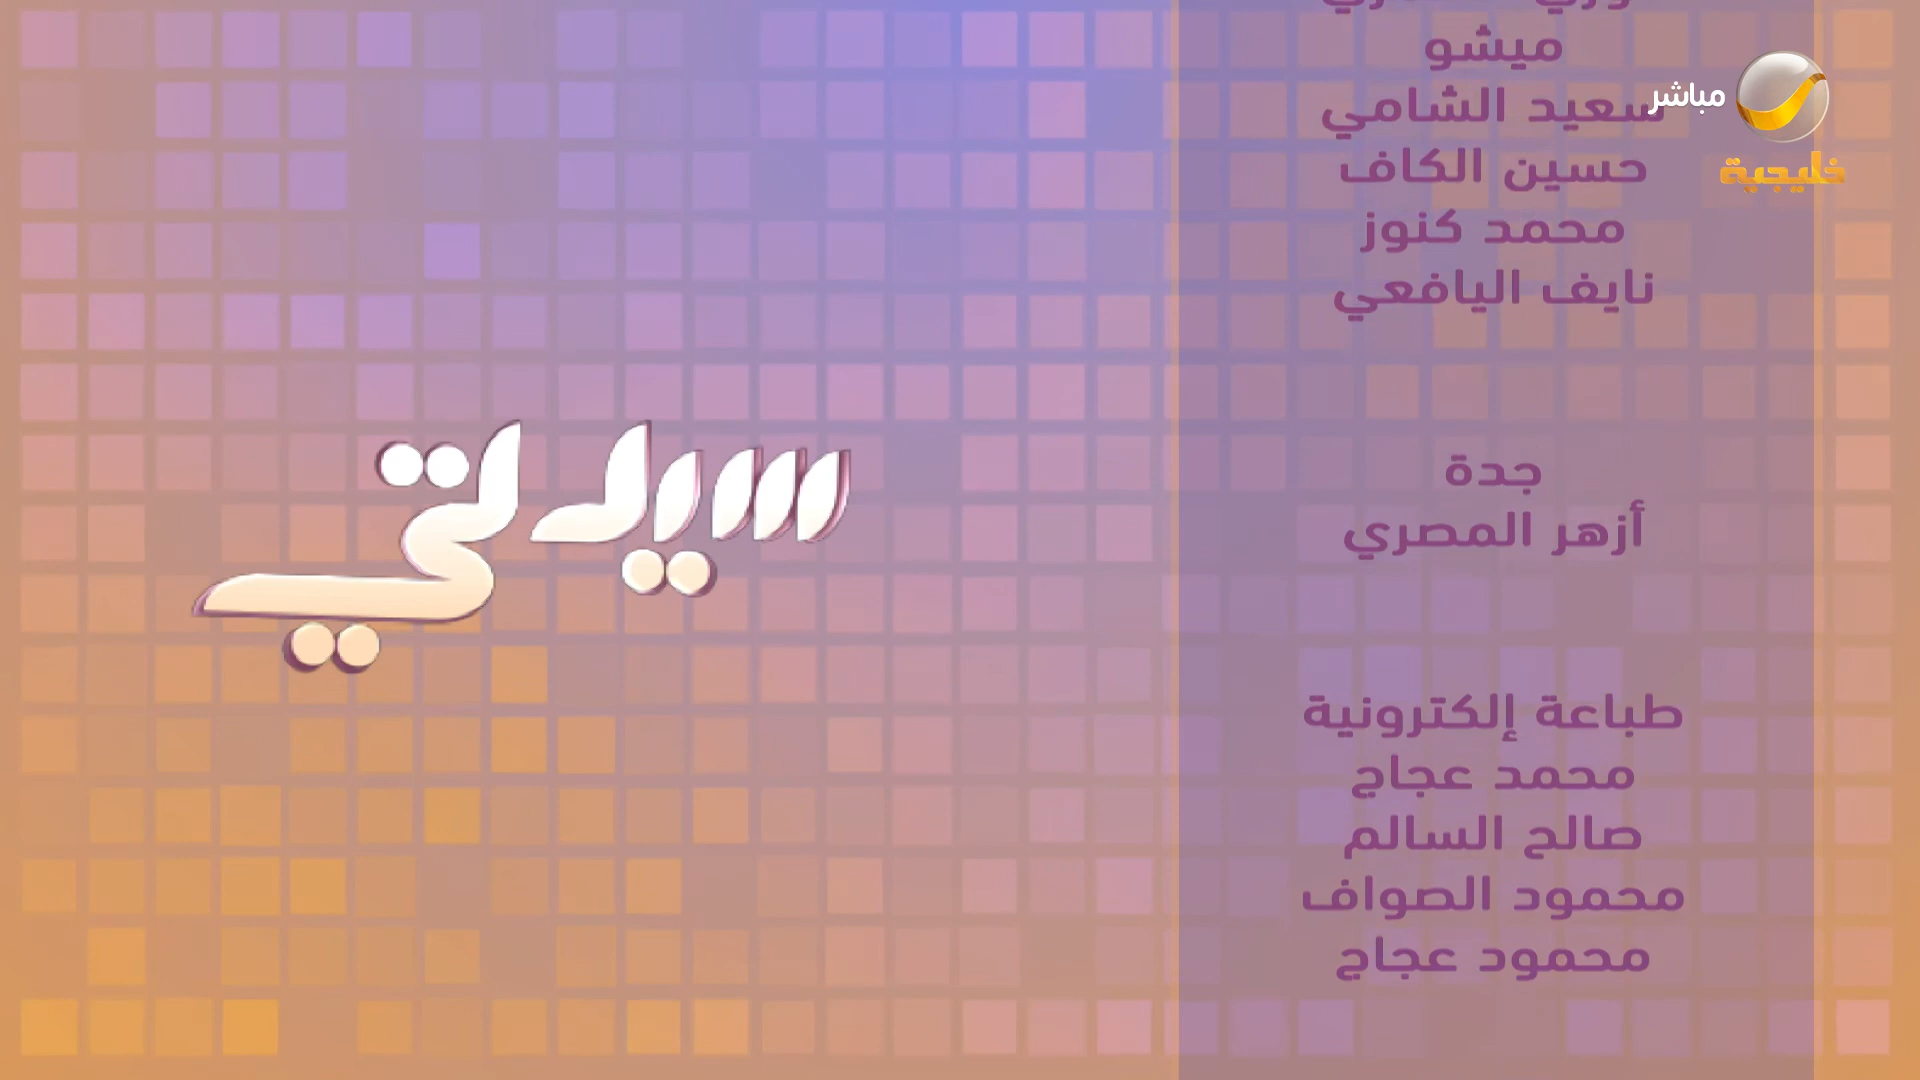 ميشو
سعيد الشامي
مباشر
حسين الكاف
خليجية
محمد كنوز
نايف اليافعي
سيدتي
جدة
أزهر المصري
طباعة إلكترونية
محمد عجاج
صالح السالم
محمود الصواف
محمود عجاج